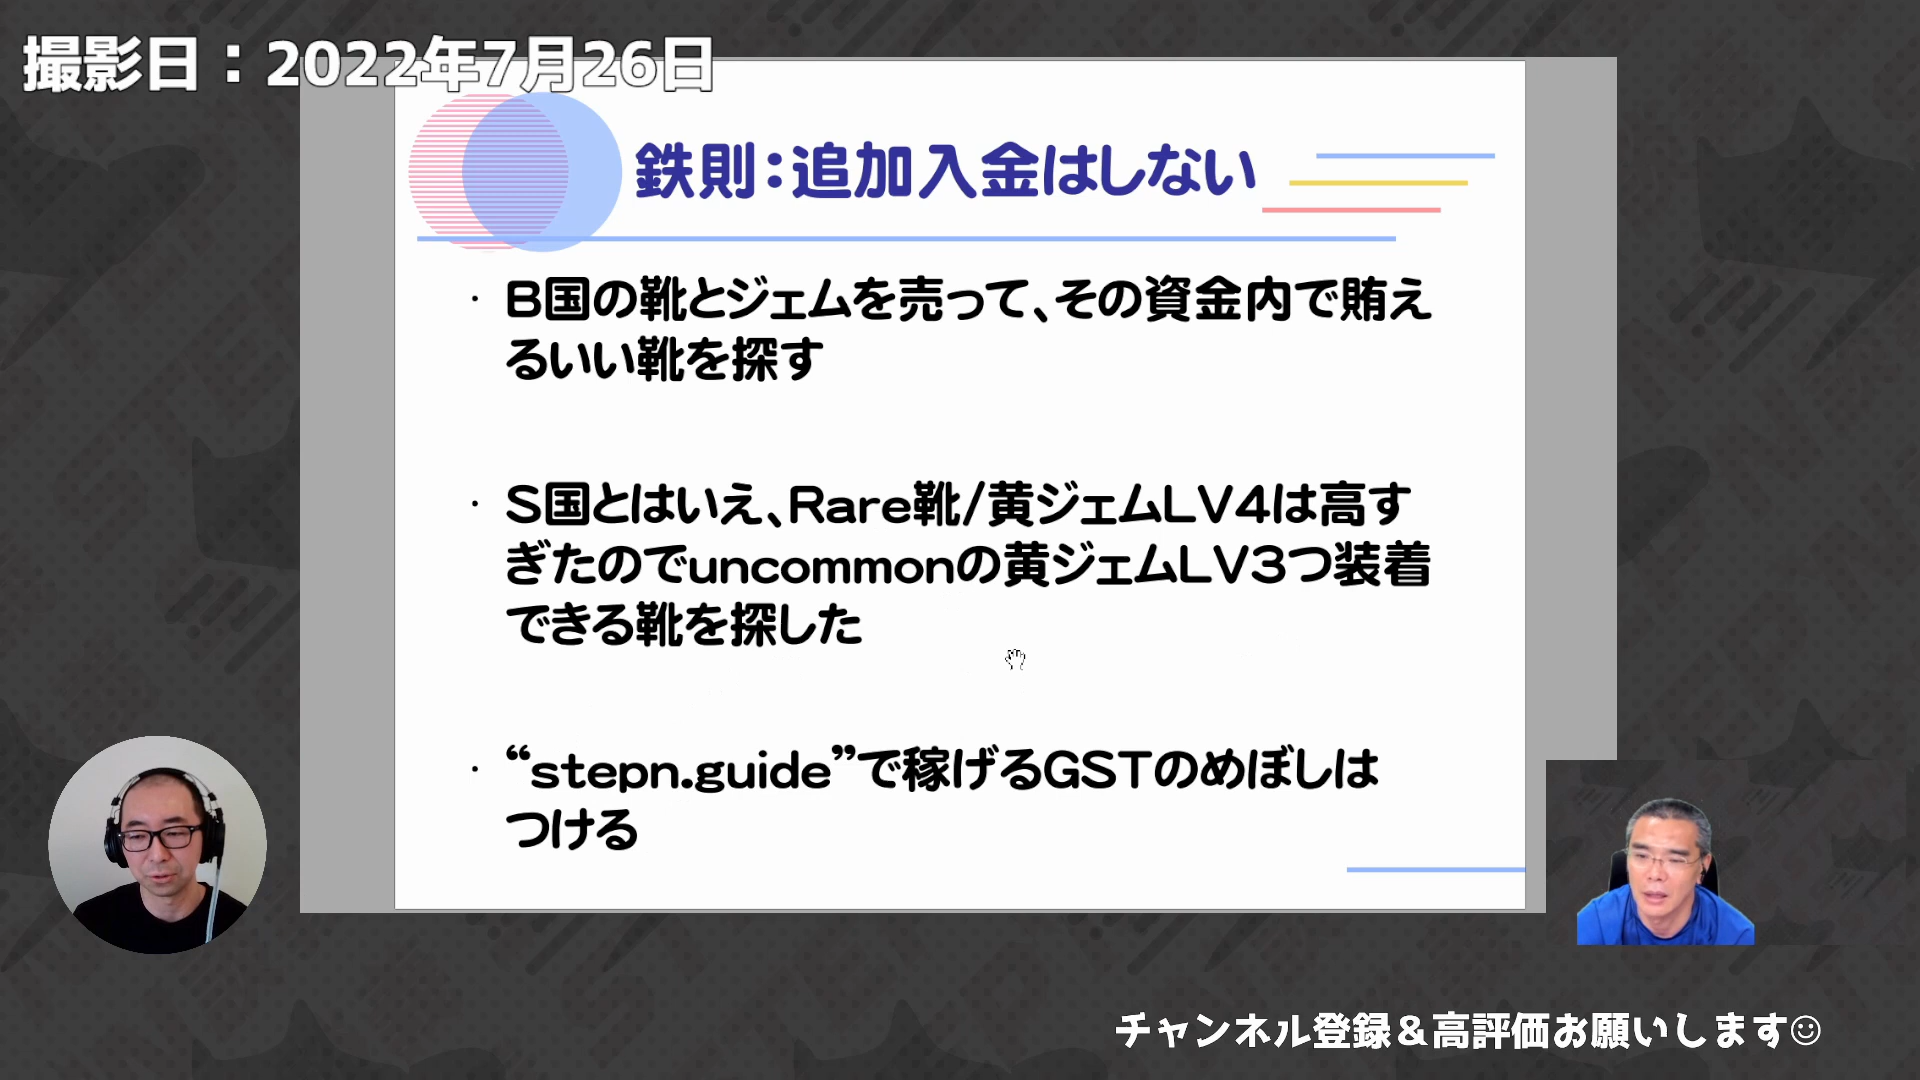 撮影日：2022年7月26日
鉄則：追加入金はしない
・B国の靴とジェムを売って、その資金内で賄え
るいい靴を探す
・S国とはいえ、Rare靴/黄ジェムLV4は高す
ぎたのでuncommonの黄ジェムLV3つ装着
できる靴を探した
・“stepn.guide”で稼げるGSTのめぼしは
つける
チャンネル登録＆高評価お願いします☺